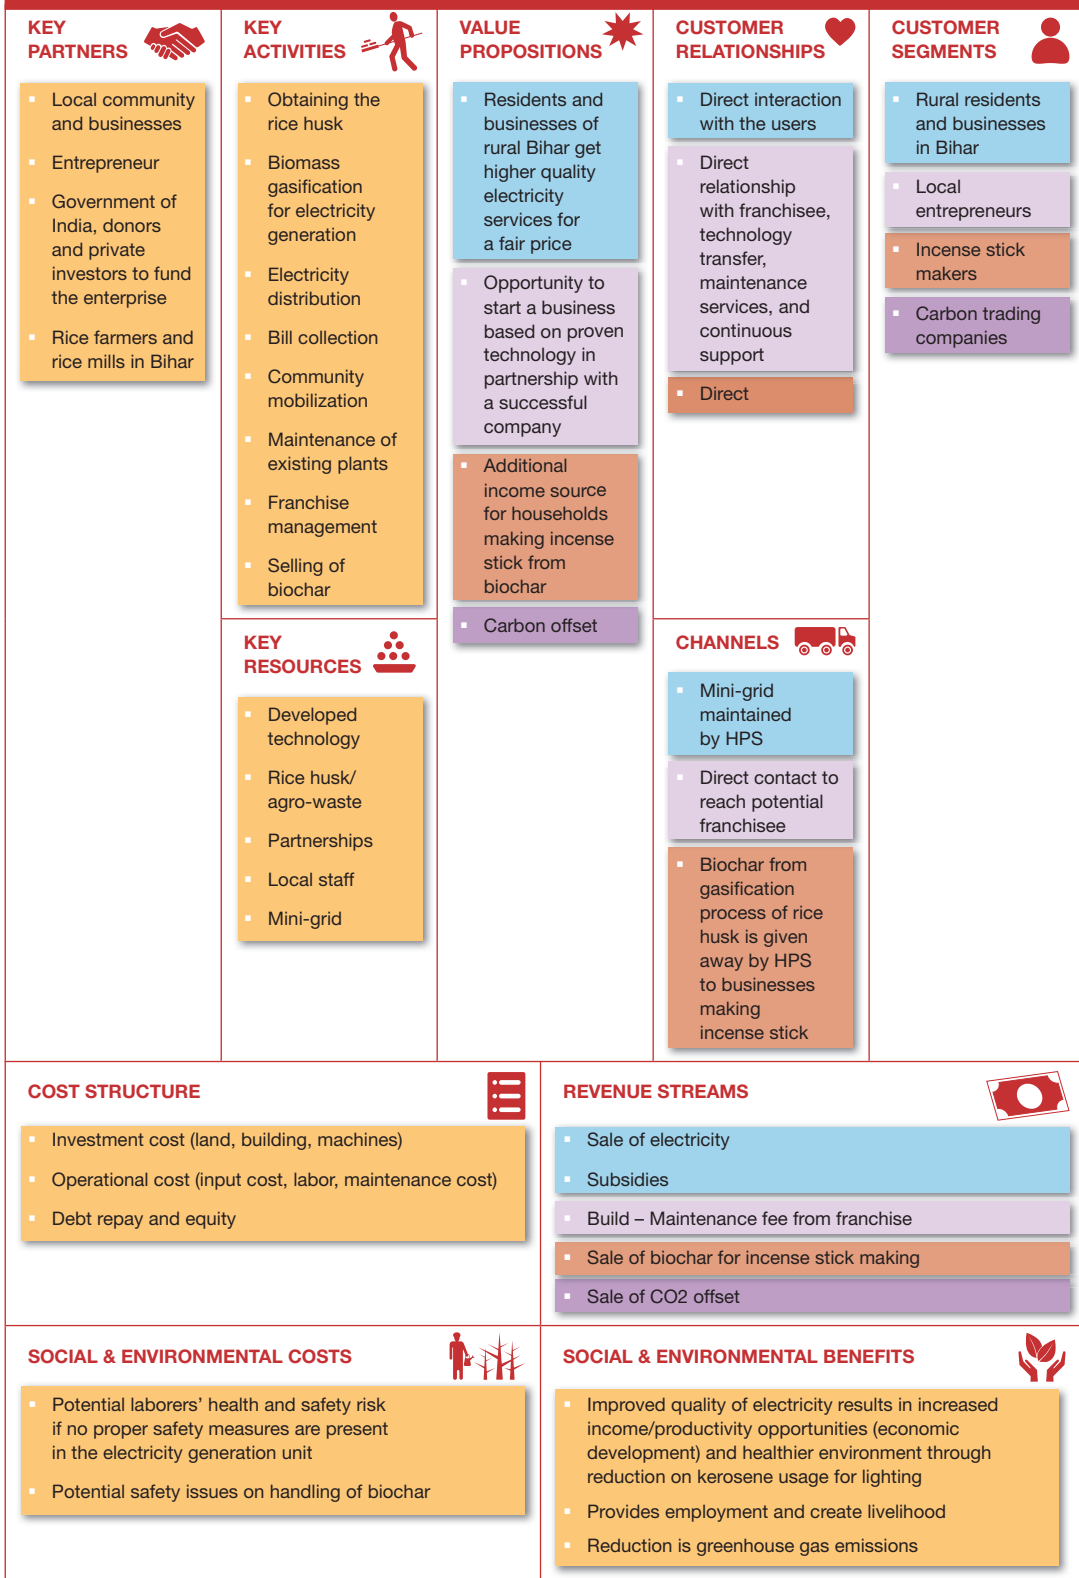 KEY
PARTNERS
Local community
and businesses
Entrepreneur
Government of
India, donors
and private
investors to fund
the enterprise
Rice farmers and
rice mills in Bihar
KEY
ACTIVITIES
Obtaining the
rice husk
Biomass
gasification
for electricity
generation
Electricity
distribution
Bill collection
Community
mobilization
Maintenance of
existing plants
Franchise
management
Selling of
biochar
KEY
RESOURCES
Developed
technology
Rice husk/
agro-waste
Partnerships
Local staff
Mini-grid
VALUE
PROPOSITIONS
Residents and
businesses of
rural Bihar get
higher quality
electricity
services for
a fair price
Opportunity to
start a business
based on proven
technology in
partnership with
a successful
company
Additional
income source
for households
making incense
stick from
biochar
Carbon offset
CUSTOMER
RELATIONSHIPS
Direct interaction
with the users
Direct
relationship
with franchisee,
technology
transfer,
maintenance
services, and
continuous
support
Direct
CHANNELS
Mini-grid
maintained
by HPS
Direct contact to
reach potential
franchisee
Biochar from
gasification
process of rice
husk is given
away by HPS
to businesses
making
incense stick
CUSTOMER
SEGMENTS
Rural residents
and businesses
in Bihar
Local
entrepreneurs
Incense stick
makers
Carbon trading
companies
COST STRUCTURE
Investment cost (land, building, machines)
Operational cost (input cost, labor, maintenance cost)
Debt repay and equity
REVENUE STREAMS
Sale of electricity
Subsidies
Build – Maintenance fee from franchise
Sale of biochar for incense stick making
Sale of CO2 offset
SOCIAL & ENVIRONMENTAL COSTS
Potential laborers’ health and safety risk
if no proper safety measures are present
in the electricity generation unit
Potential safety issues on handling of biochar
SOCIAL & ENVIRONMENTAL BENEFITS
Improved quality of electricity results in increased
income/productivity opportunities (economic
development) and healthier environment through
reduction on kerosene usage for lighting
Provides employment and create livelihood
Reduction is greenhouse gas emissions